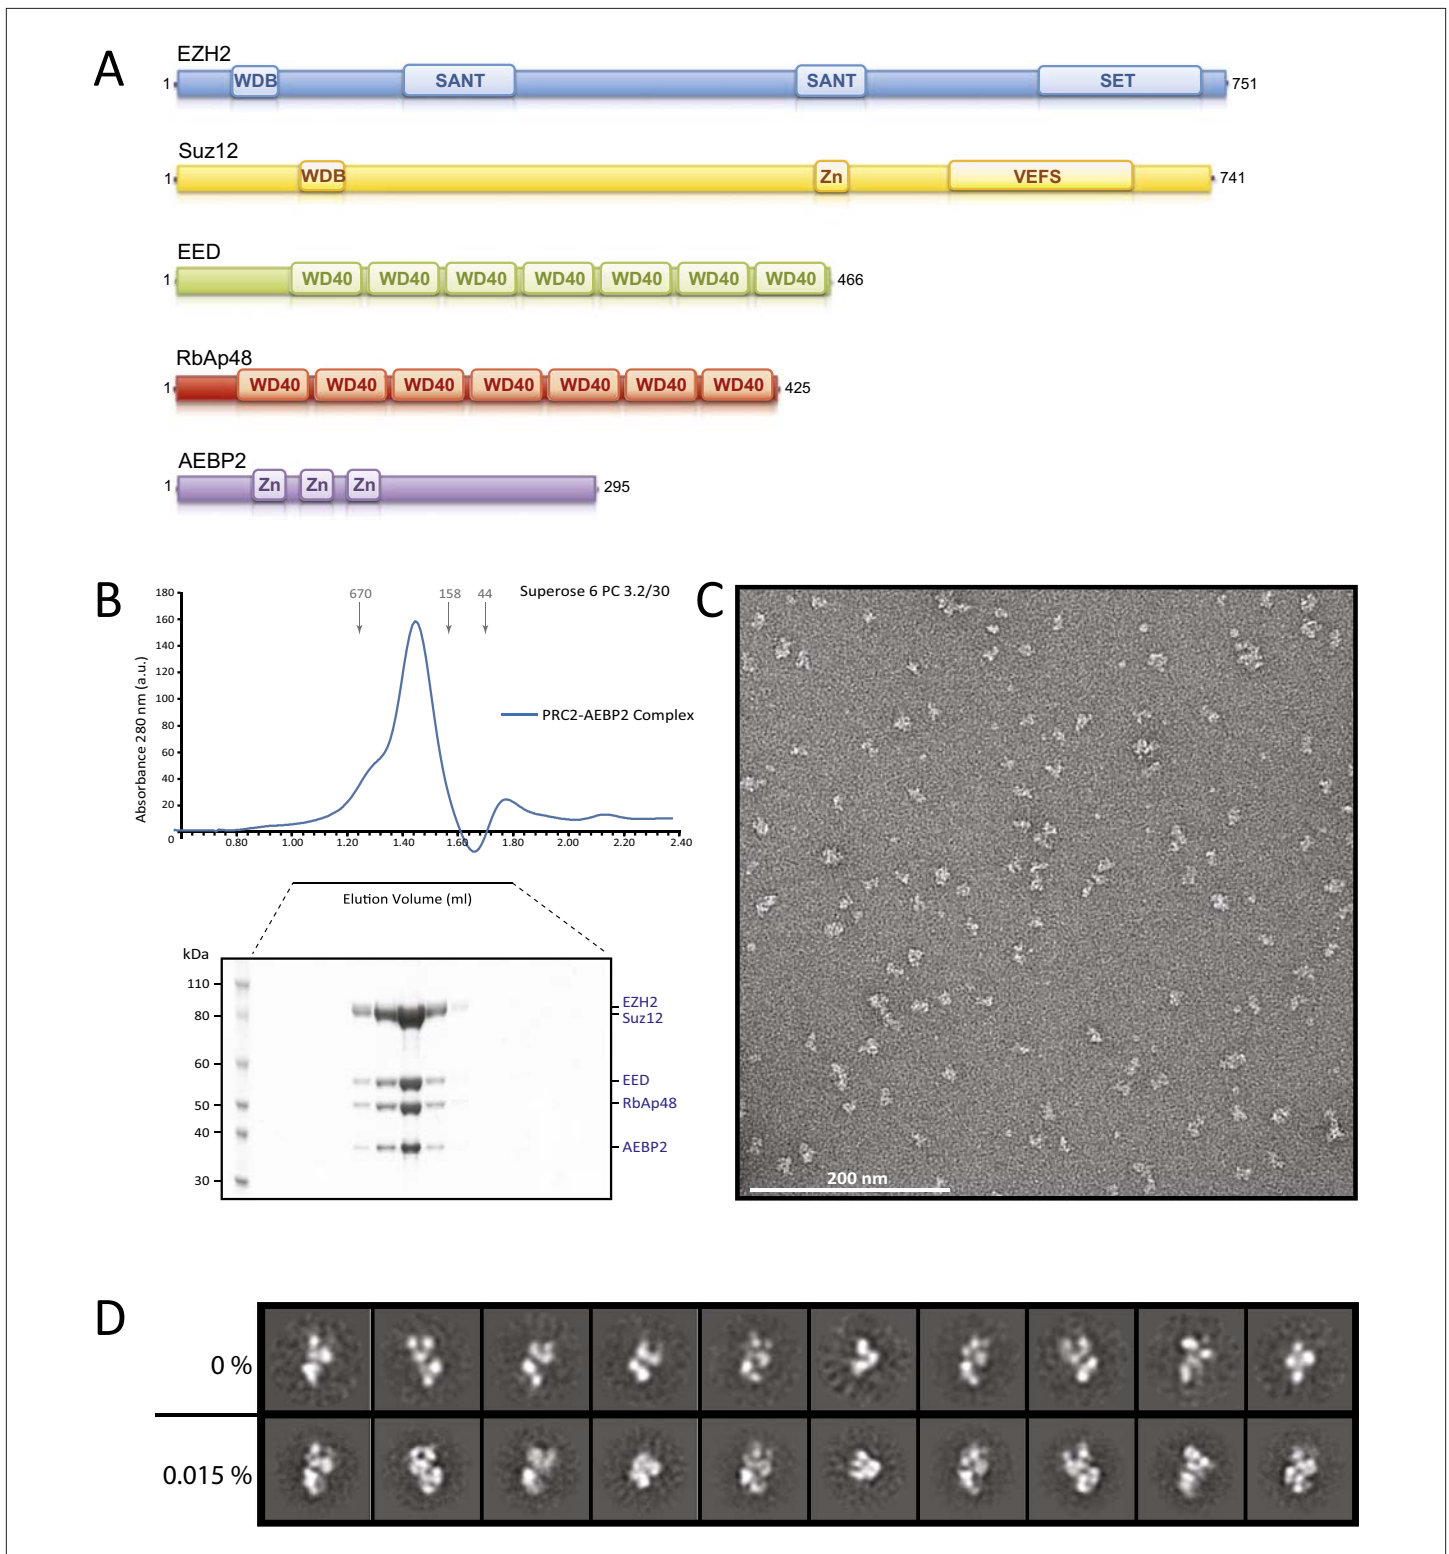 A
EZH2
1 WDB SANT SANT SET 751
Suz12
1 WDB Zn VEFS 741
EED
1 WD40 WD40 WD40 WD40 WD40 WD40 WD40 466
RbAp48
1 WD40 WD40 WD40 WD40 WD40 WD40 WD40 425
AEBP2
1 Zn Zn Zn 295
B
Superose 6 PC 3.2/30
670 158 44
Absorbance 280 nm (a.u.)
180
160
140
120
100
80
60
40
20
0
PRC2-AEBP2 Complex
0.80 1.00 1.20 1.40 1.60 1.80 2.00 2.20 2.40
Elution Volume (ml)
kDa
110
80
60
50
40
30
EZH2
Suz12
EED
RbAp48
AEBP2
C
200 nm
D
0 %
0.015 %